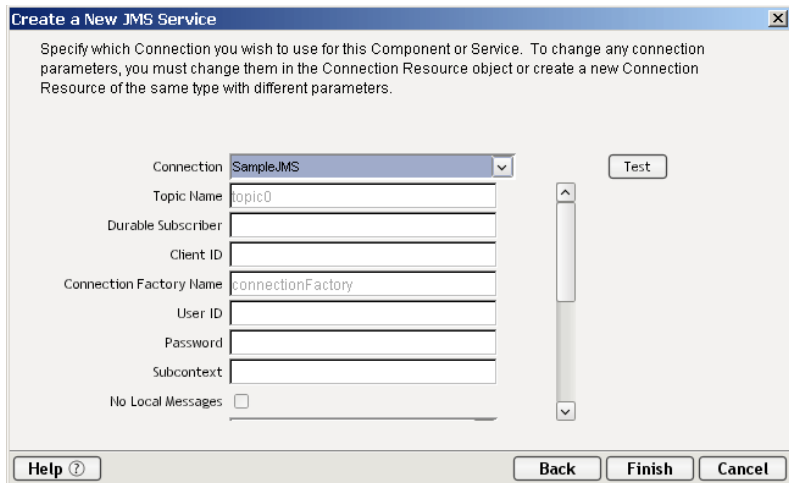 Create a New JMS Service
Specify which Connection you wish to use for this Component or Service. To change any connection
parameters, you must change them in the Connection Resource object or create a new Connection
Resource of the same type with different parameters.
Connection SampleJMS Test
Topic Name topic0
Durable Subscriber
Client ID
Connection Factory Name connectionFactory
User ID
Password
Subcontext
No Local Messages
Help ? Back Finish Cancel